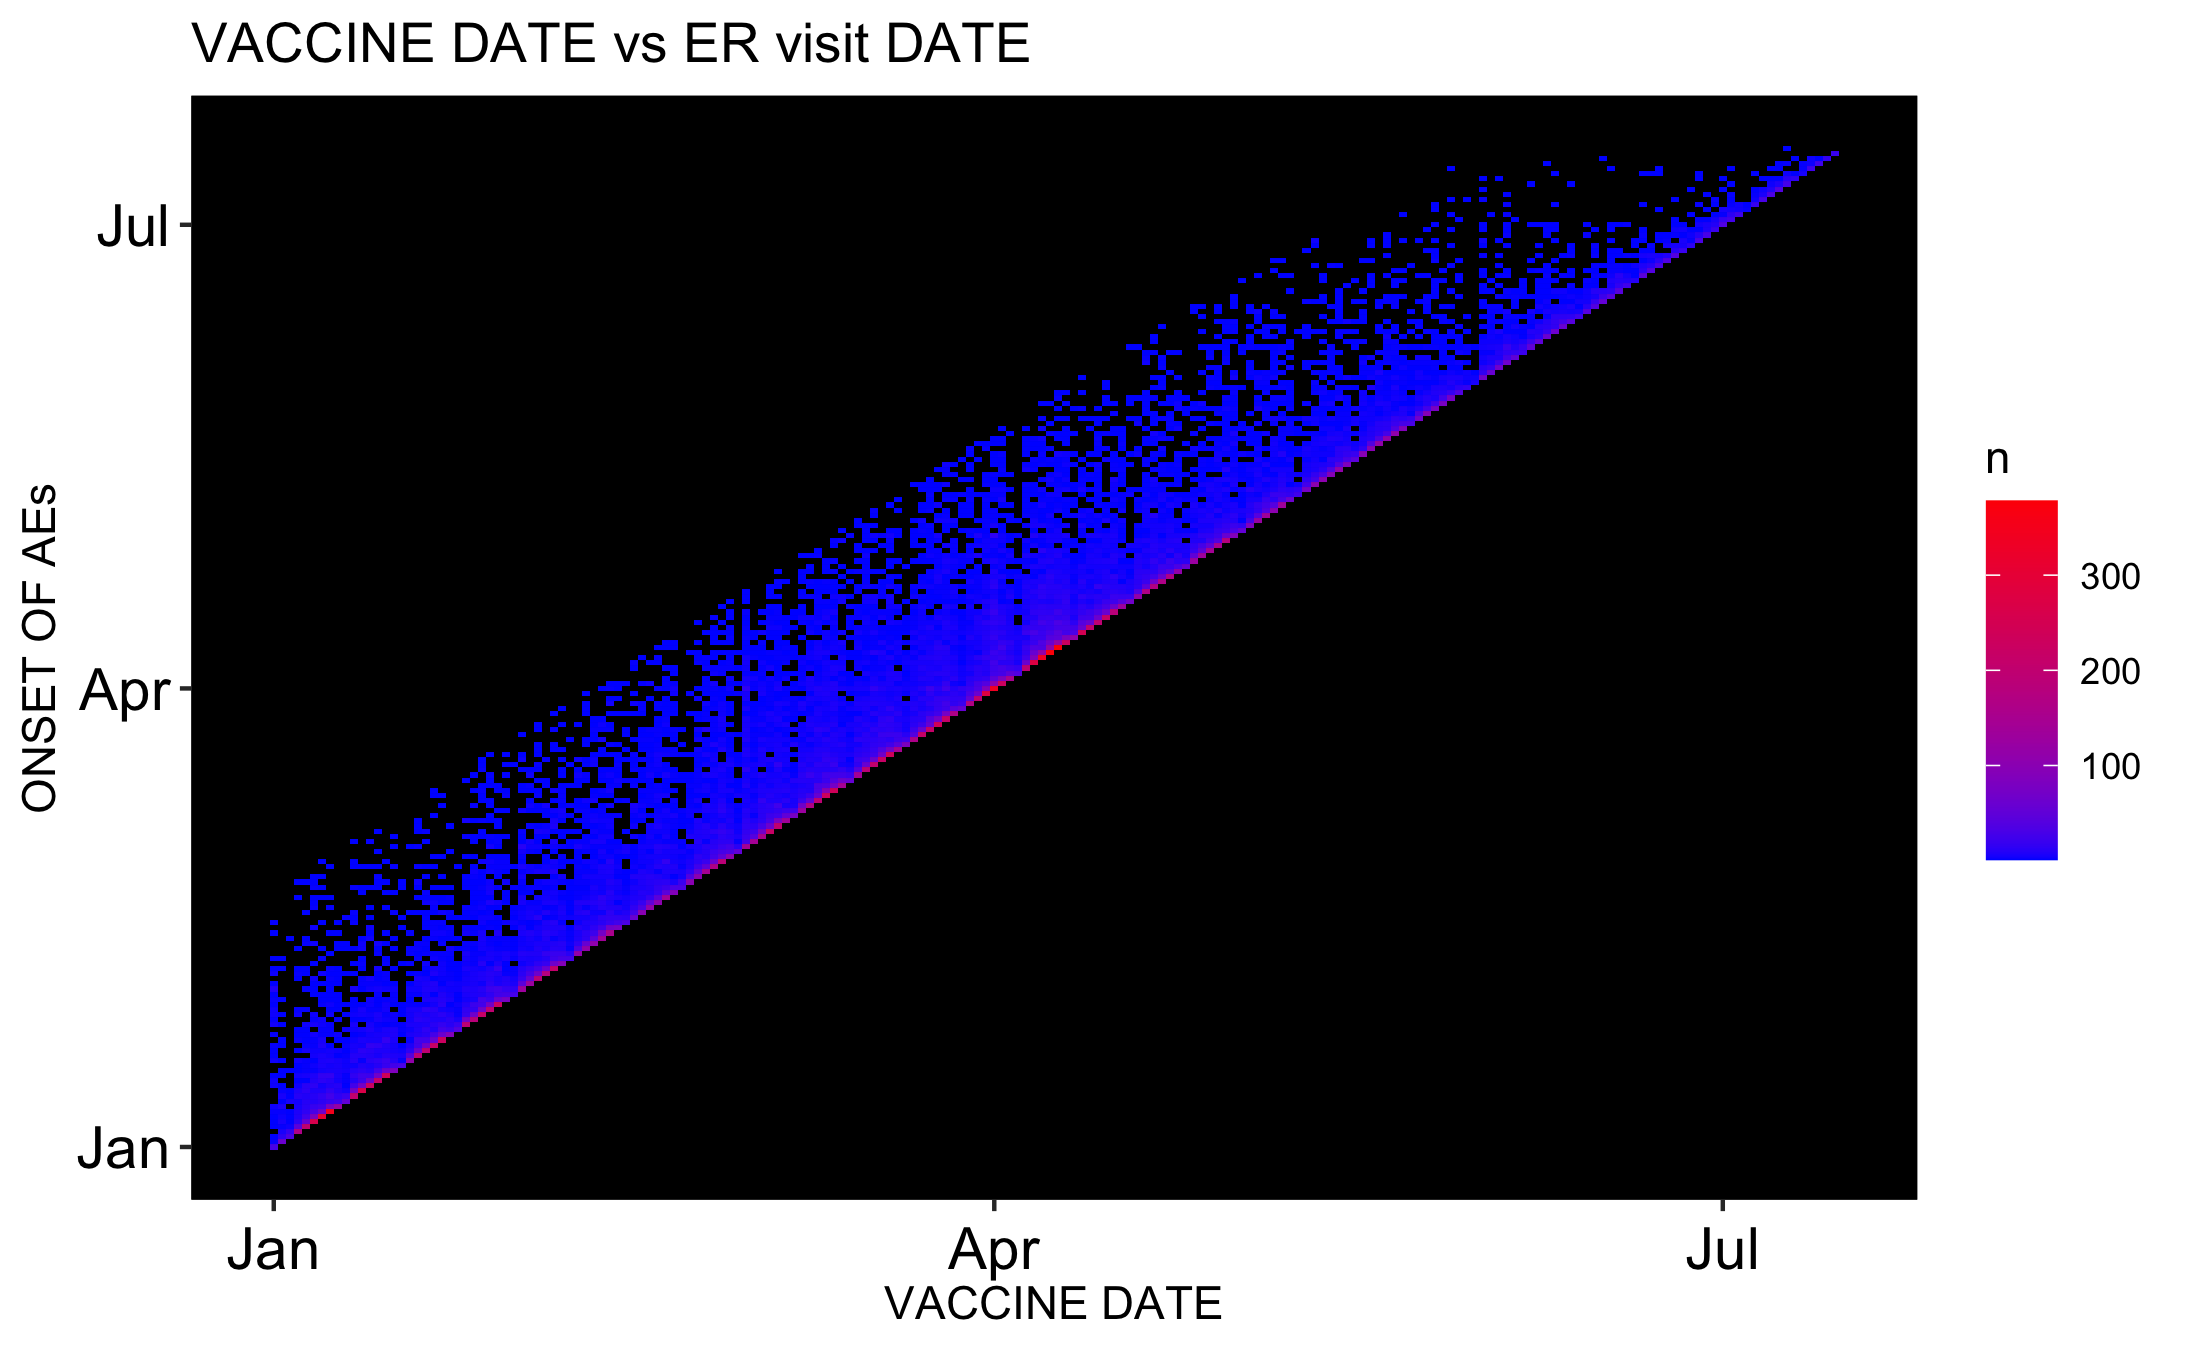 VACCINE DATE vs ER visit DATE
ONSET OF AEs
Jul
Apr
Jan
Jan Apr Jul
VACCINE DATE
n
300
200
100